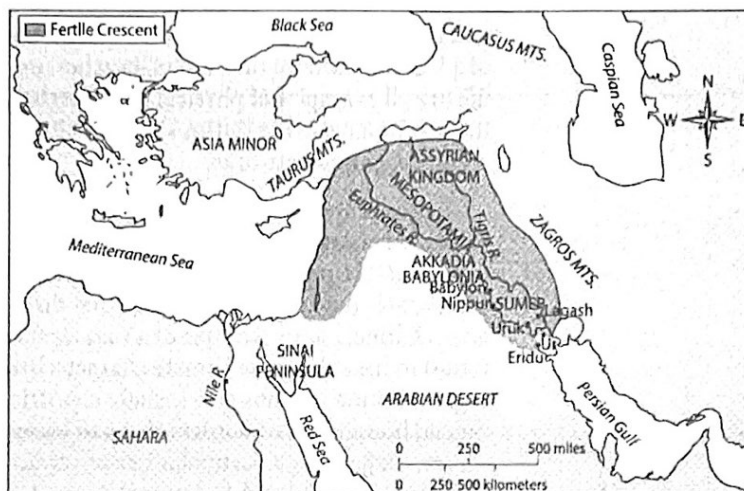 Fertile Crescent
Black Sea
CAUCASUS MTS.
Caspian Sea
N
W
E
S
ASIA MINOR
TAURUS MTS.
ASSYRIAN
KINGDOM
MESOPOTAMIA
Euphrates R.
Tigris R.
ZAGROS MTS.
Mediterranean Sea
AKKADIA
BABYLONIA
Babylon
Nippur
SUMER
Lagash
Uruk
Ur
Eridu
SINAI
PENINSULA
Nile R.
Red Sea
ARABIAN DESERT
Persian Gulf
SAHARA
0 250 500 miles
0 250 500 kilometers